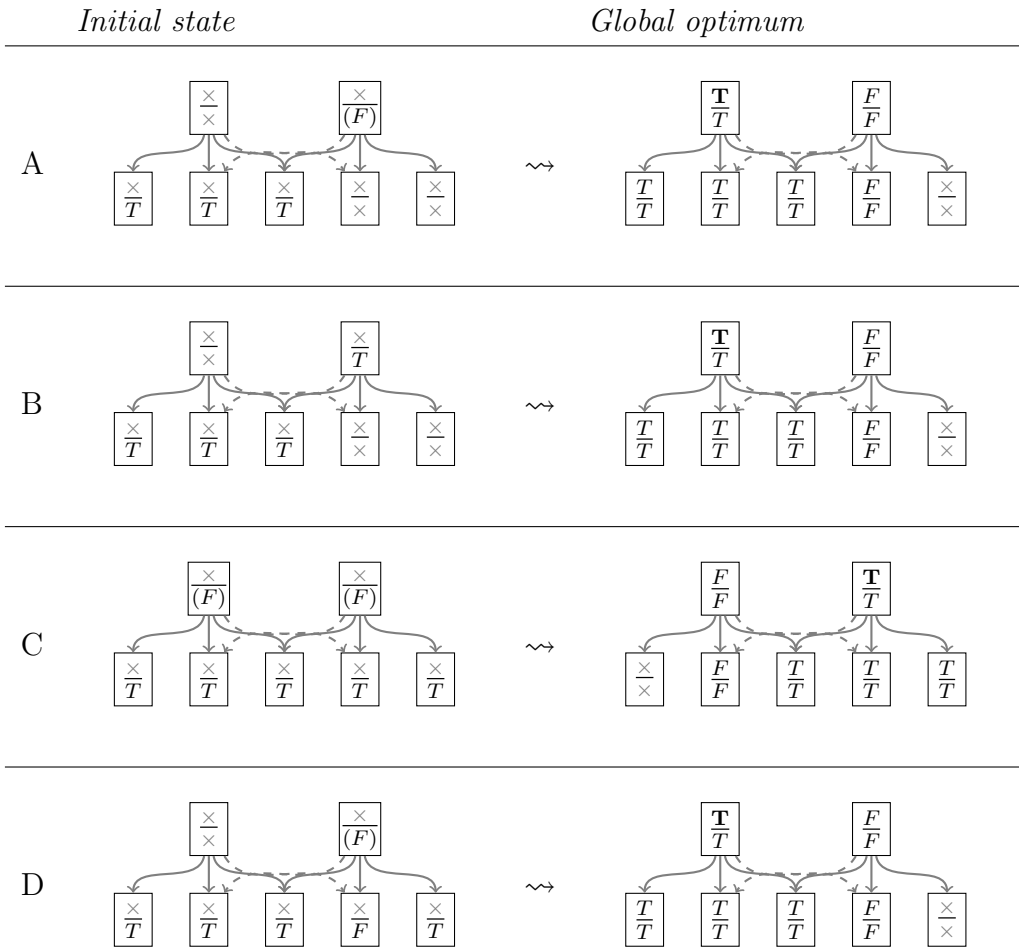 Initial state Global optimum
× × T F
× (F) T F
A ⇝
× × × × × T T T F ×
T T T × × T T T F ×
× × T F
× T T F
B ⇝
× × × × × T T T F ×
T T T × × T T T F ×
× × F T
(F) (F) F T
C ⇝
× × × × × × F T T T
T T T T T × F T T T
× × T F
× (F) T F
D ⇝
× × × × × T T T F ×
T T T F T T T T F ×